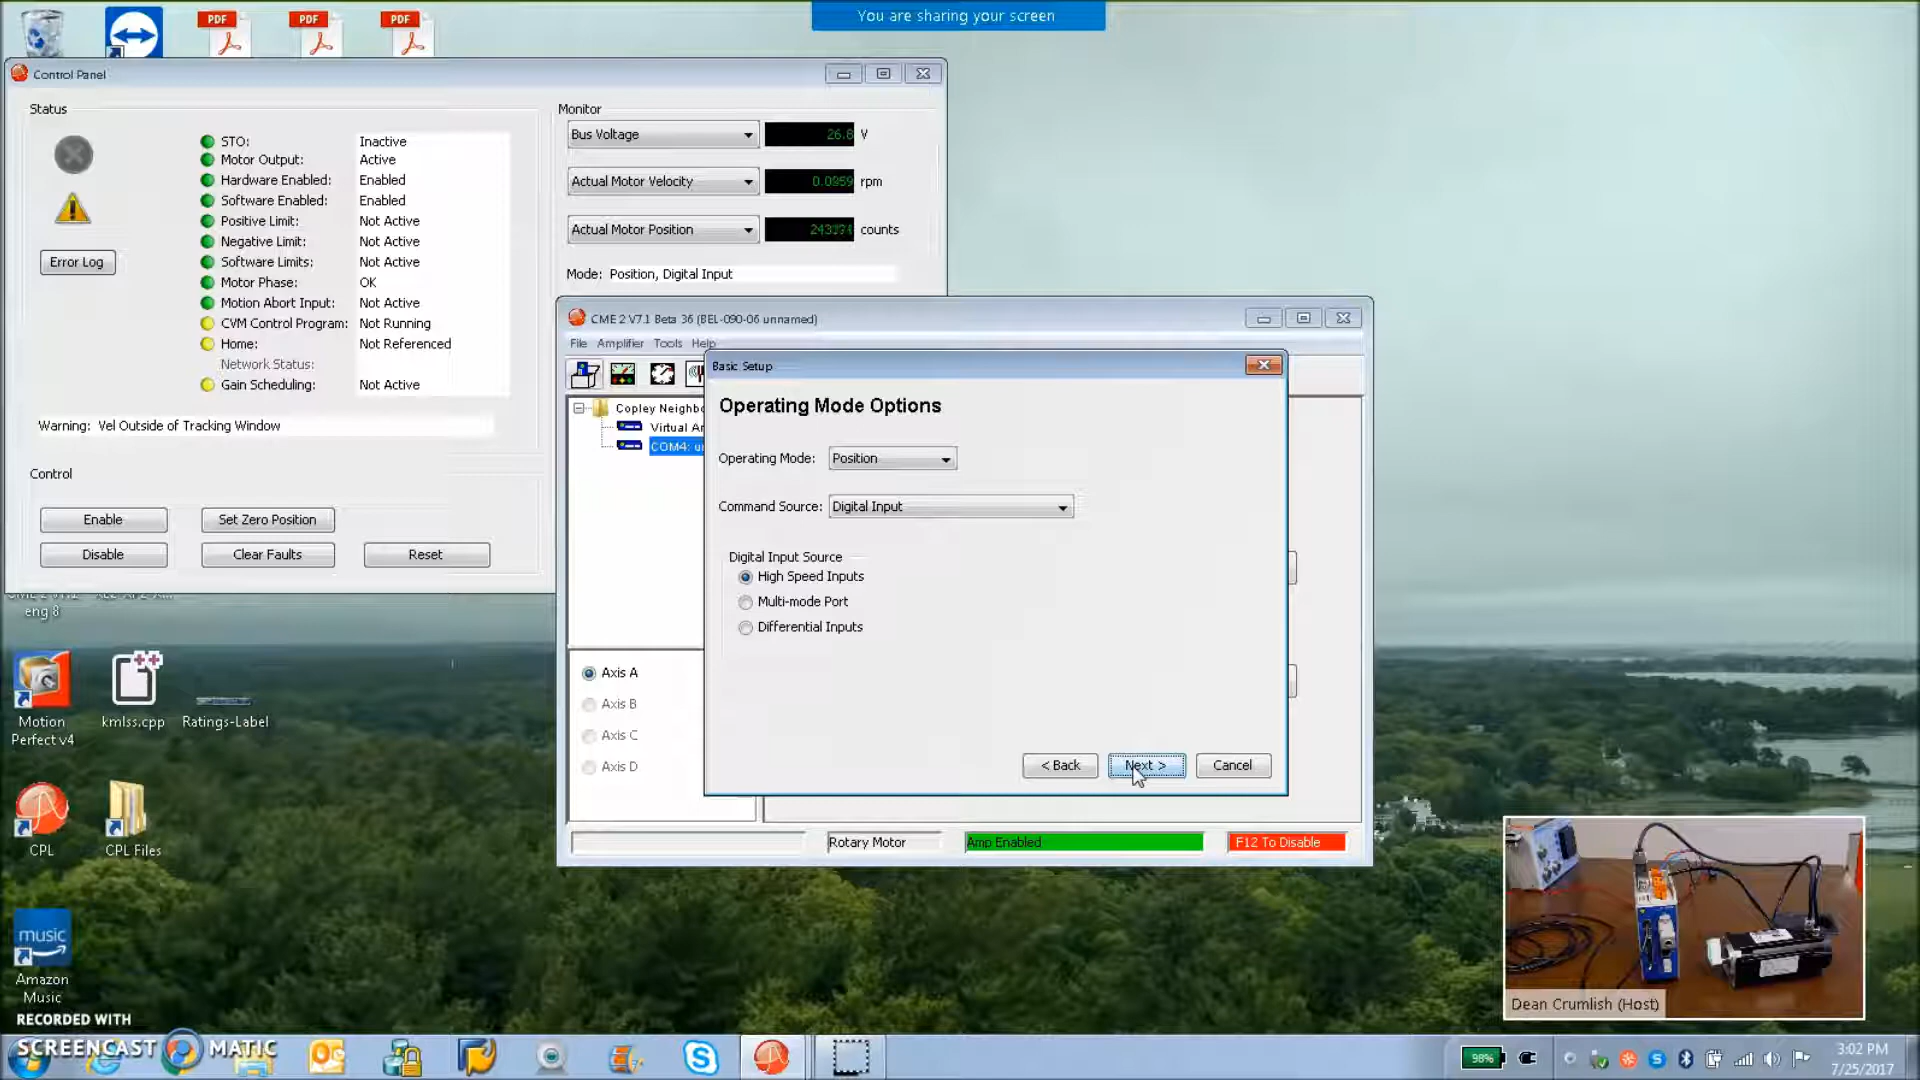 You are sharing your screen
PDF
PDF
PDF
Control Panel
Status
STO: Inactive
Motor Output: Active
Hardware Enabled: Enabled
Software Enabled: Enabled
Positive Limit: Not Active
Negative Limit: Not Active
Software Limits: Not Active
Motor Phase: OK
Motion Abort Input: Not Active
CVM Control Program: Not Running
Home: Not Referenced
Network Status:
Gain Scheduling: Not Active
Error Log
Warning: Vel Outside of Tracking Window
Control
Enable
Set Zero Position
Disable
Clear Faults
Reset
Monitor
Bus Voltage 26.8 V
Actual Motor Velocity rpm
Actual Motor Position counts
Mode: Position, Digital Input
CME 2 V7.1 Beta 36 (BEL-090-06 unnamed)
File Amplifier Tools Help
Copley Neighbo
Virtual
COM4:
Axis A
Axis B
Axis C
Axis D
Basic Setup
Operating Mode Options
Operating Mode: Position
Command Source: Digital Input
Digital Input Source
High Speed Inputs
Multi-mode Port
Differential Inputs
< Back
Next >
Cancel
Rotary Motor
Amp Enabled
F12 To Disable
eng 8
Motion
Perfect v4
kmlss.cpp
Ratings-Label
CPL
CPL Files
music
Amazon
Music
RECORDED WITH
SCREENCAST MATIC
Dean Crumlish (Host)
98%
3:02 PM
7/25/2017